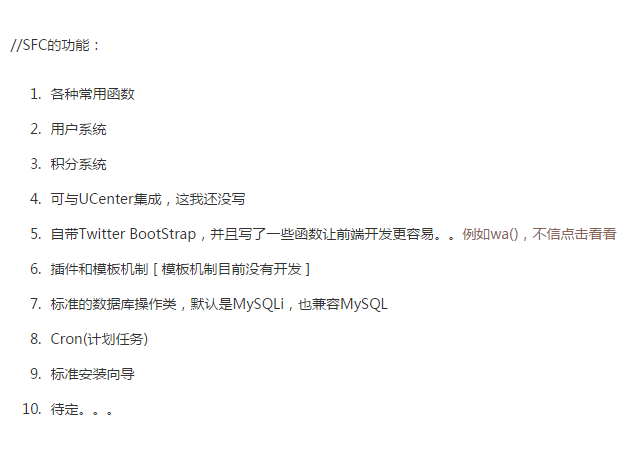 //SFC的功能：
1. 各种常用函数
2. 用户系统
3. 积分系统
4. 可与UCenter集成，这我还没写
5. 自带Twitter BootStrap，并且写了一些函数让前端开发更容易。。例如wa()，不信点击看看
6. 插件和模板机制 [ 模板机制目前没有开发 ]
7. 标准的数据库操作类，默认是MySQLi，也兼容MySQL
8. Cron(计划任务)
9. 标准安装向导
10. 待定。。。